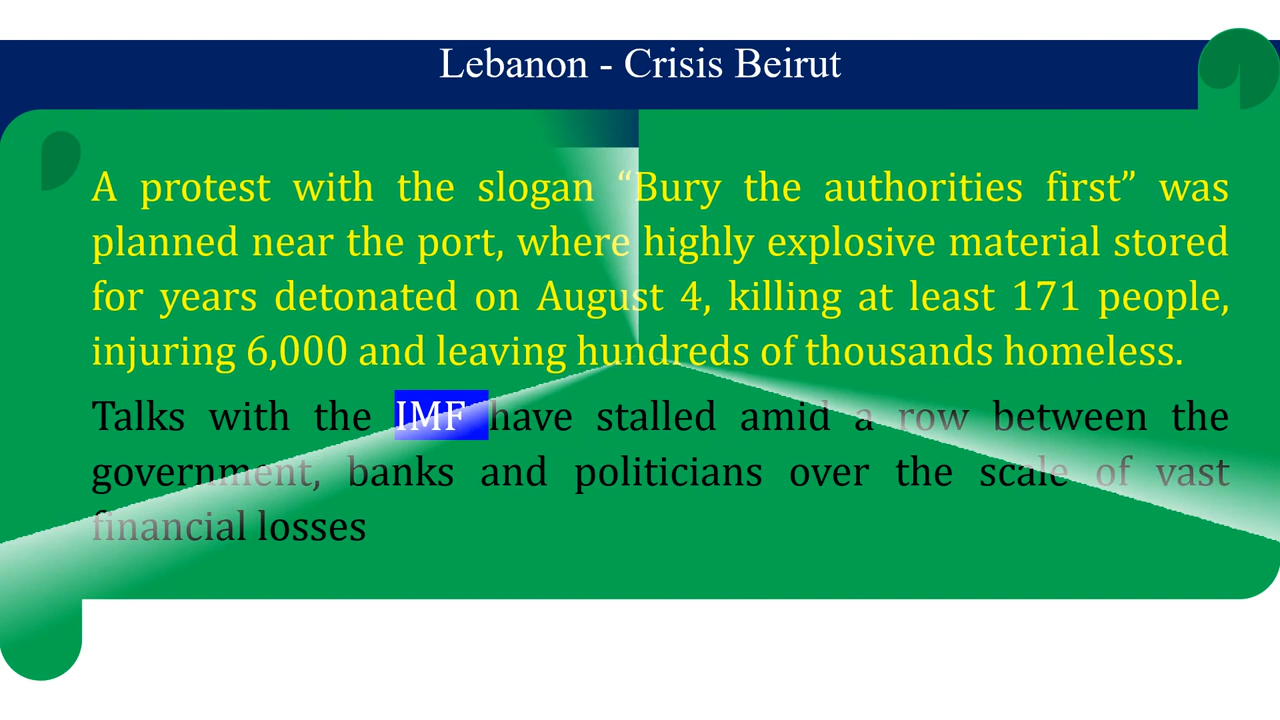 Lebanon - Crisis Beirut
A protest with the slogan “Bury the authorities first” was
planned near the port, where highly explosive material stored
for years detonated on August 4, killing at least 171 people,
injuring 6,000 and leaving hundreds of thousands homeless.
Talks with the IMF have stalled amid a row between the
government, banks and politicians over the scale of vast
financial losses